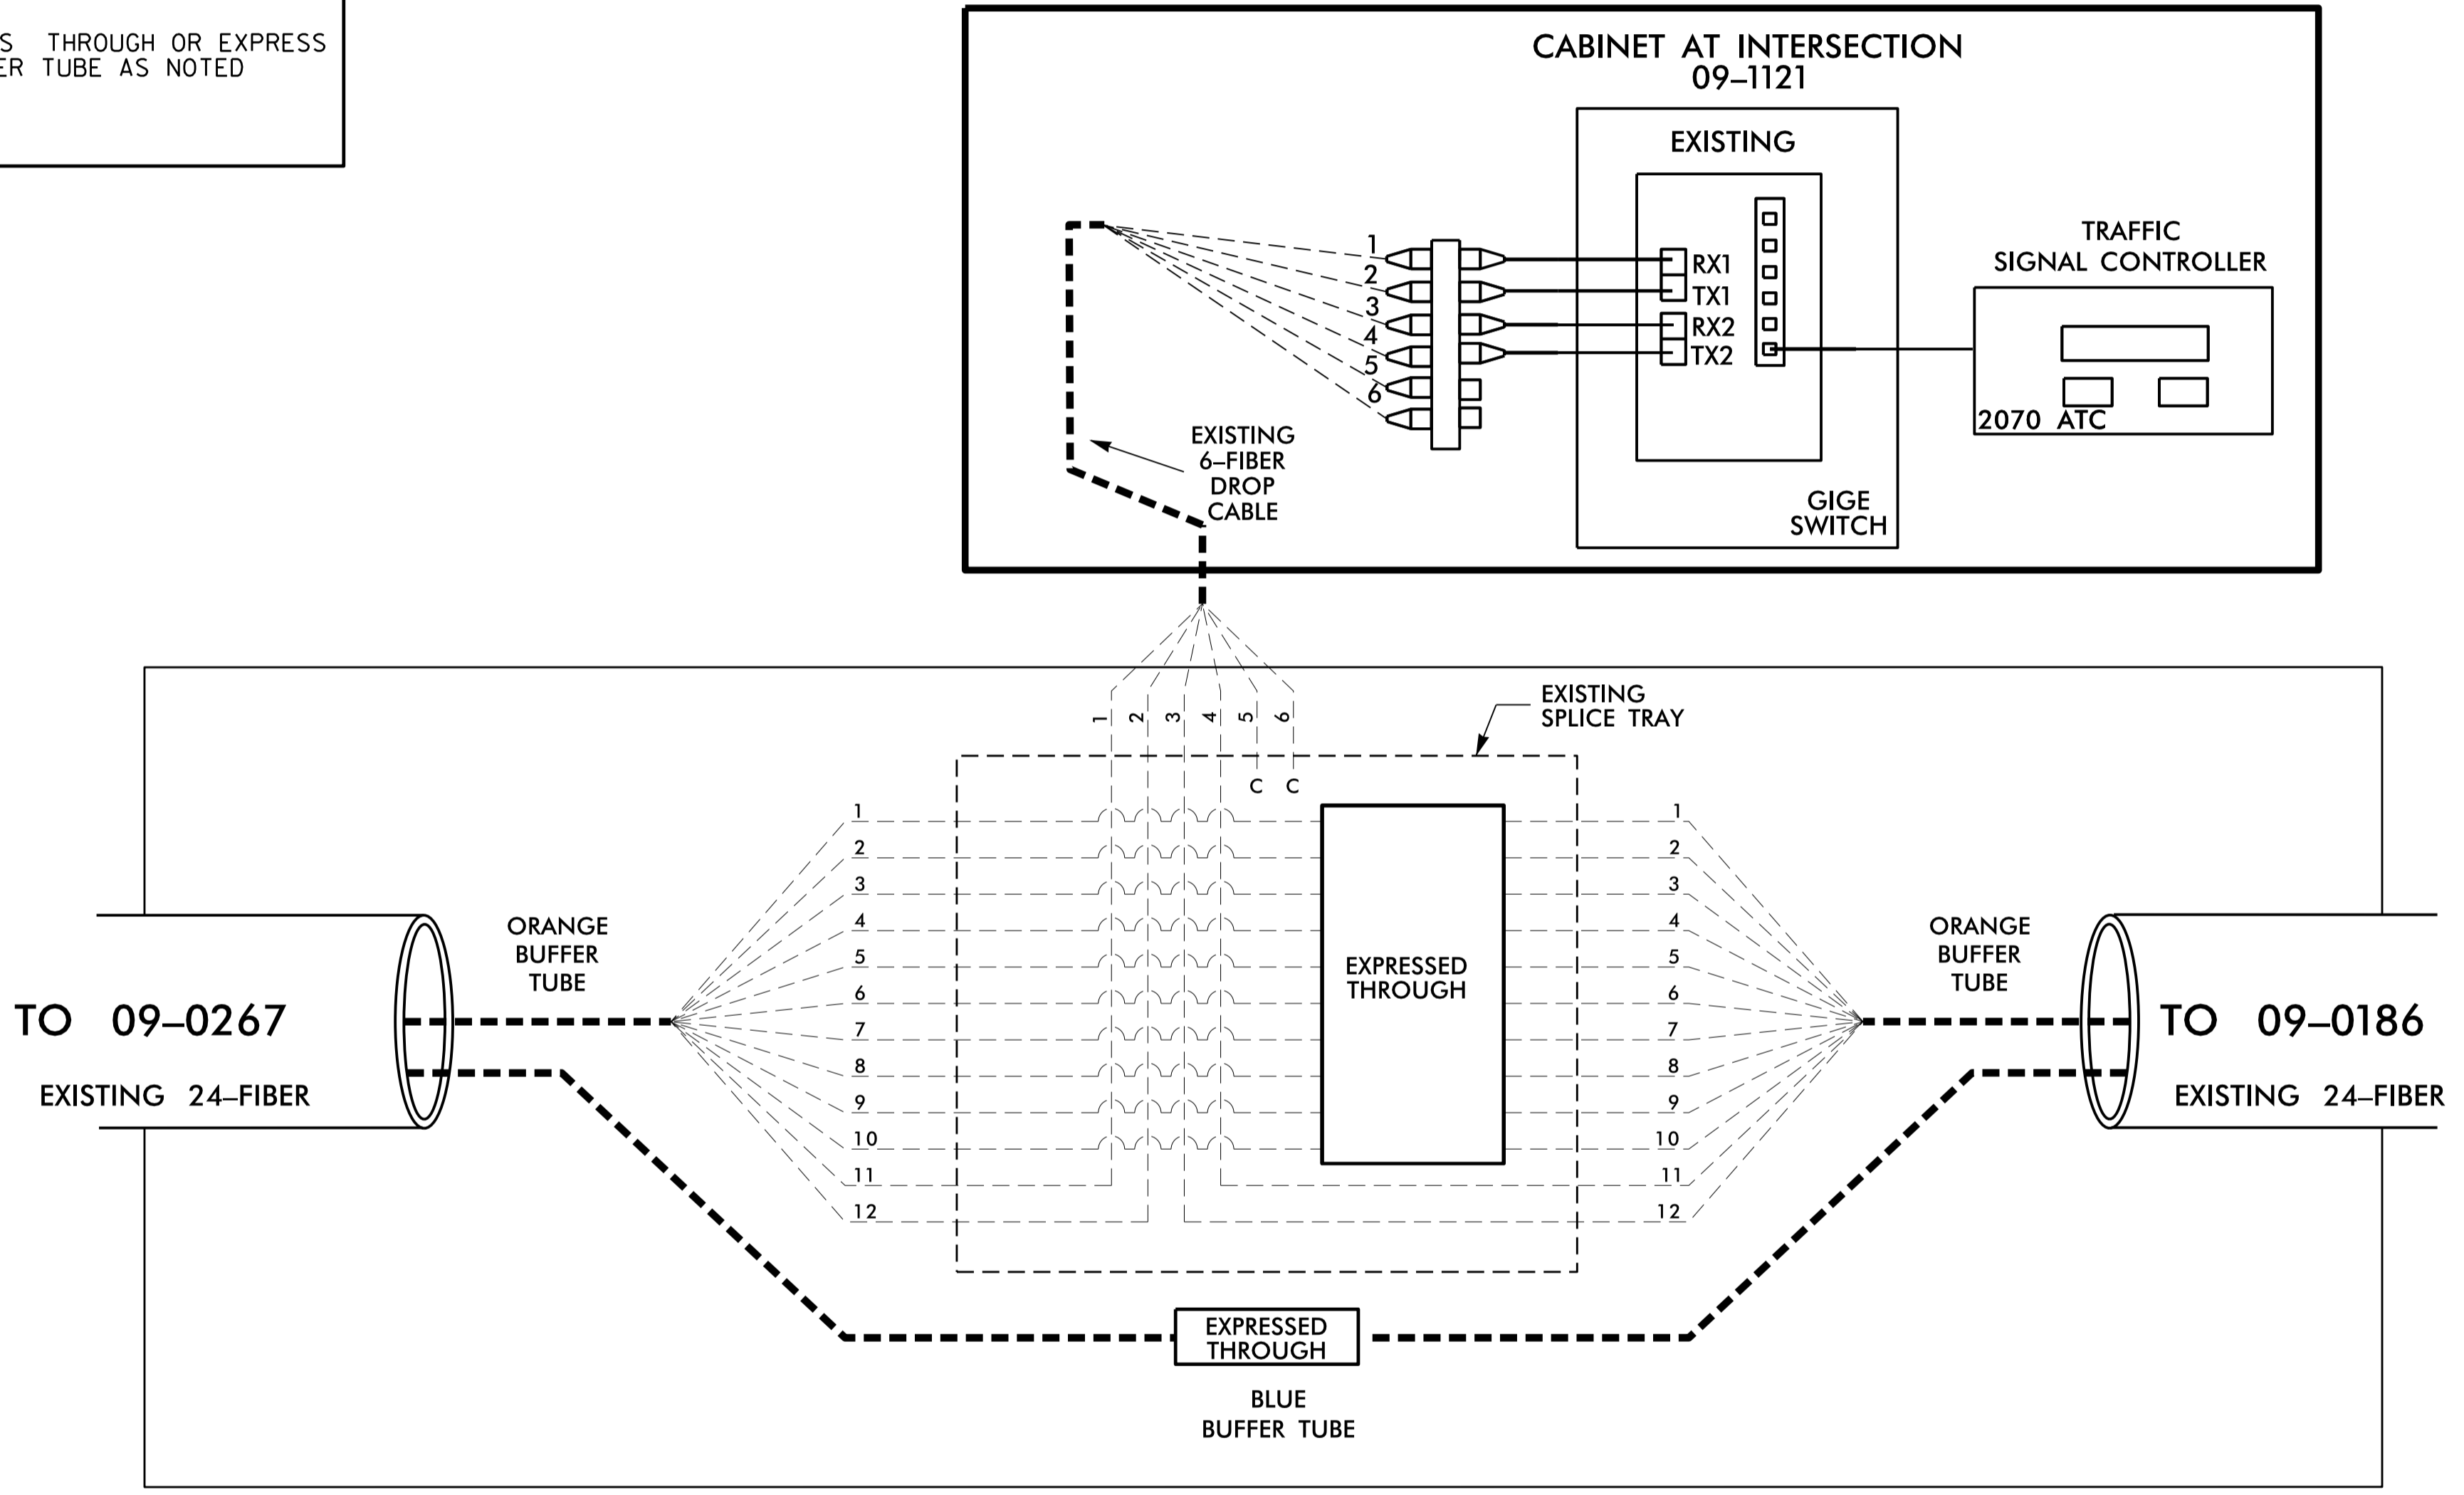 S THROUGH OR EXPRESS
ER TUBE AS NOTED
CABINET AT INTERSECTION
09-1121
EXISTING
RX1
TX1
RX2
TX2
GIGE
SWITCH
TRAFFIC
SIGNAL CONTROLLER
2070 ATC
1
2
3
4
5
6
EXISTING
6-FIBER
DROP
CABLE
1
2
3
4
5
6
C C
EXISTING
SPLICE TRAY
TO 09-0267
EXISTING 24-FIBER
ORANGE
BUFFER
TUBE
1
2
3
4
5
6
7
8
9
10
11
12
EXPRESSED
THROUGH
1
2
3
4
5
6
7
8
9
10
11
12
ORANGE
BUFFER
TUBE
TO 09-0186
EXISTING 24-FIBER
EXPRESSED
THROUGH
BLUE
BUFFER TUBE